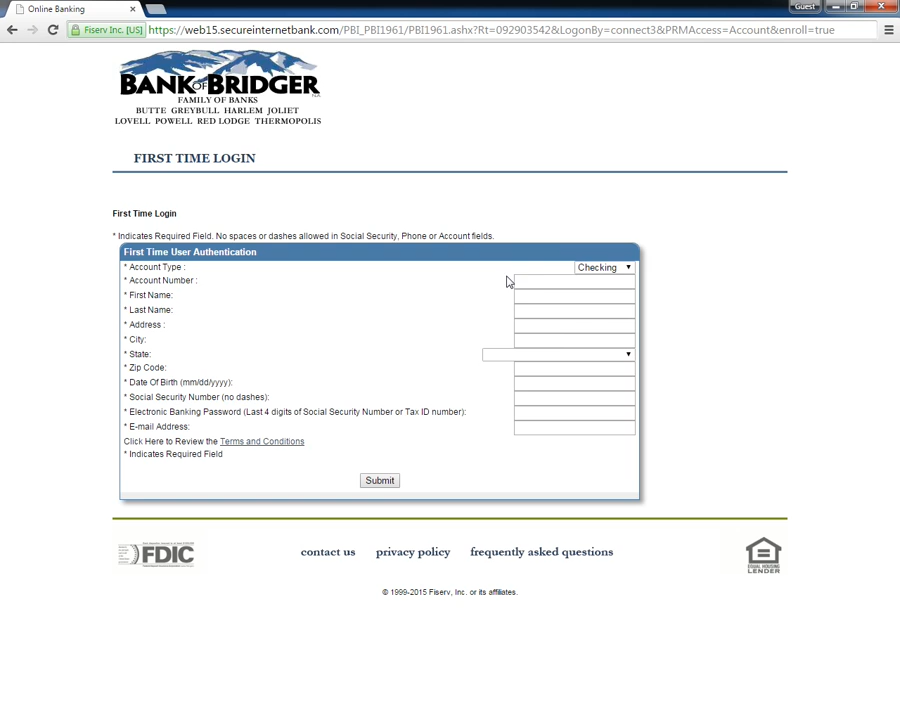 Online Banking
Guest
Fiserv Inc. [US]
https://web15.secureinternetbank.com/PBI_PBI1961/PBI1961.ashx?Rt=092903542&LogonBy=connect3&PRMAccess=Account&enroll=true
BANK OF BRIDGER
FAMILY OF BANKS
BUTTE GREYBULL HARLEM JOLIET
LOVELL POWELL RED LODGE THERMOPOLIS
FIRST TIME LOGIN
First Time Login
* Indicates Required Field. No spaces or dashes allowed in Social Security, Phone or Account fields.
First Time User Authentication
* Account Type : Checking
* Account Number :
* First Name:
* Last Name:
* Address :
* City:
* State:
* Zip Code:
* Date Of Birth (mm/dd/yyyy):
* Social Security Number (no dashes):
* Electronic Banking Password (Last 4 digits of Social Security Number or Tax ID number):
* E-mail Address:
Click Here to Review the Terms and Conditions
* Indicates Required Field
Submit
FDIC
contact us privacy policy frequently asked questions
EQUAL HOUSING
LENDER
© 1999-2015 Fiserv, Inc. or its affiliates.